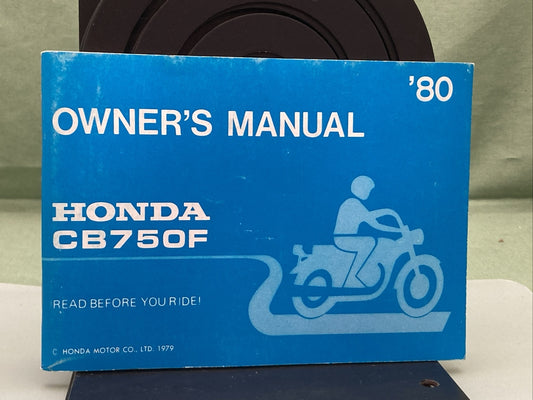 '80
OWNER'S MANUAL
HONDA
CB750F
READ BEFORE YOU RIDE!
C HONDA MOTOR CO., LTD. 1979